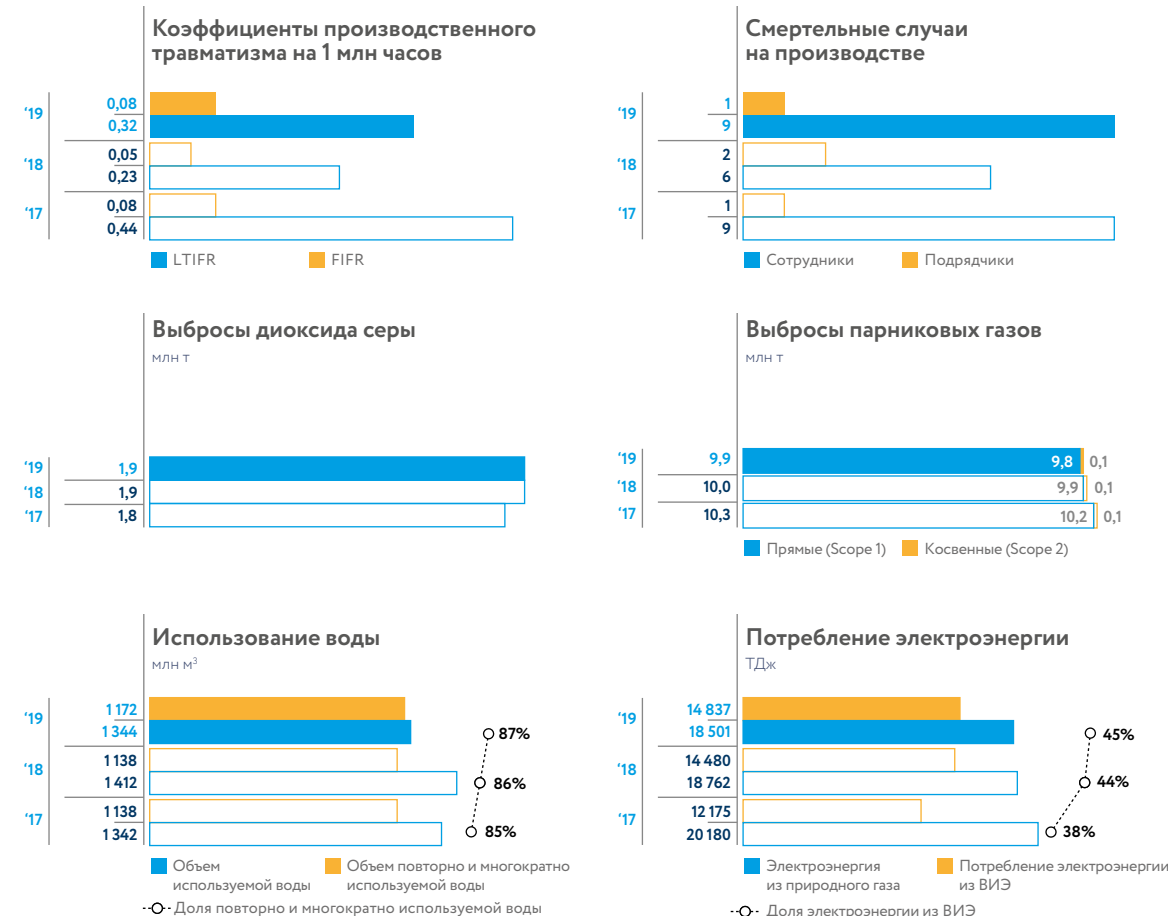 Коэффициенты производственного
травматизма на 1 млн часов
‘19
0,08
0,32
‘18
0,05
0,23
‘17
0,08
0,44
LTIFR
FIFR
Смертельные случаи
на производстве
‘19
1
9
‘18
2
6
‘17
1
9
Сотрудники
Подрядчики
Выбросы диоксида серы
млн т
‘19
1,9
‘18
1,9
‘17
1,8
Выбросы парниковых газов
млн т
‘19
9,9
9,8
0,1
‘18
10,0
9,9
0,1
‘17
10,3
10,2
0,1
Прямые (Scope 1)
Косвенные (Scope 2)
Использование воды
млн м³
‘19
1 172
1 344
87%
‘18
1 138
1 412
86%
‘17
1 138
1 342
85%
Объем
используемой воды
Объем повторно и многократно
используемой воды
Доля повторно и многократно используемой воды
Потребление электроэнергии
ТДж
‘19
14 837
18 501
45%
‘18
14 480
18 762
44%
‘17
12 175
20 180
38%
Электроэнергия
из природного газа
Потребление электроэнергии
из ВИЭ
Доля электроэнергии из ВИЭ